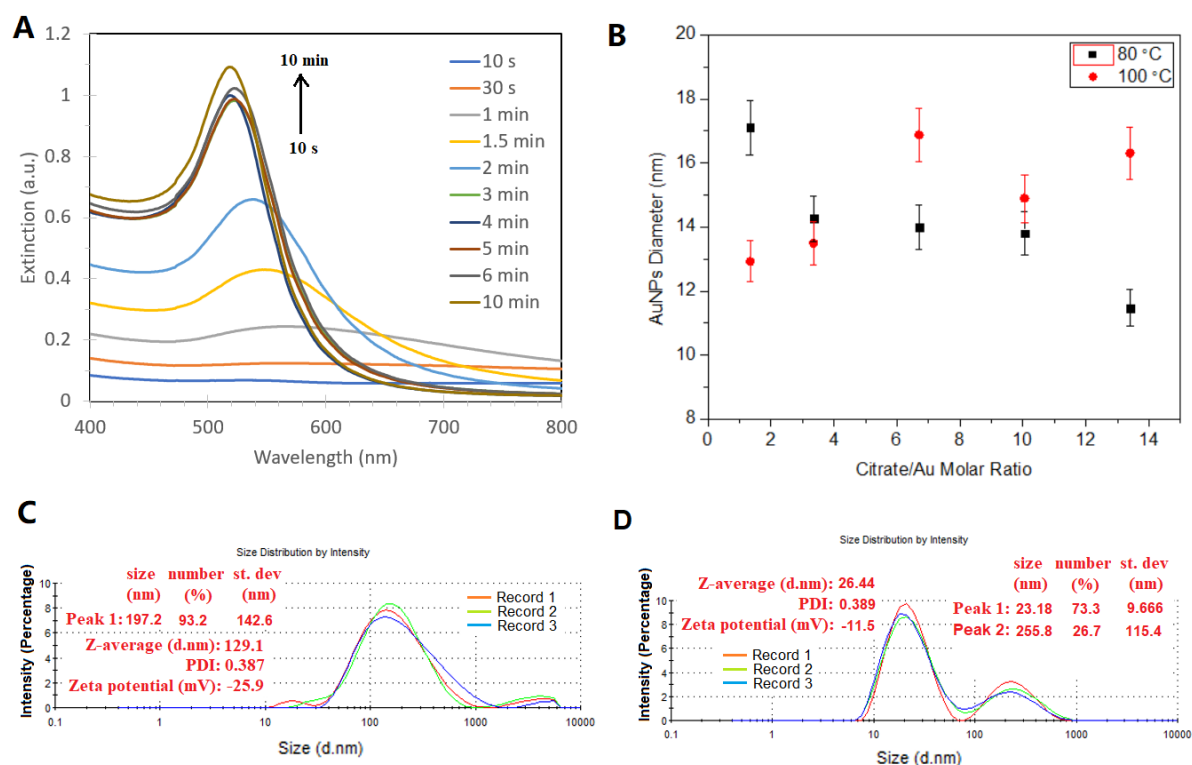 A
1.2
1
0.8
0.6
0.4
0.2
0
Extinction (a.u.)
400
500
600
700
800
Wavelength (nm)
10 min
10 s
10 s
30 s
1 min
1.5 min
2 min
3 min
4 min
5 min
6 min
10 min
B
20
18
16
14
12
10
8
AuNPs Diameter (nm)
0
2
4
6
8
10
12
14
Citrate/Au Molar Ratio
80 °C
100 °C
C
Size Distribution by Intensity
Intensity (Percentage)
10
8
6
4
2
0
0.1
1
10
100
1000
10000
Size (d.nm)
size number st. dev
(nm) (%) (nm)
Peak 1: 197.2 93.2 142.6
Z-average (d.nm): 129.1
PDI: 0.387
Zeta potential (mV): -25.9
Record 1
Record 2
Record 3
D
Size Distribution by Intensity
Intensity (Percentage)
10
8
6
4
2
0
0.1
1
10
100
1000
10000
Size (d.nm)
Z-average (d.nm): 26.44
PDI: 0.389
Zeta potential (mV): -11.5
size number st. dev
(nm) (%) (nm)
Peak 1: 23.18 73.3 9.666
Peak 2: 255.8 26.7 115.4
Record 1
Record 2
Record 3